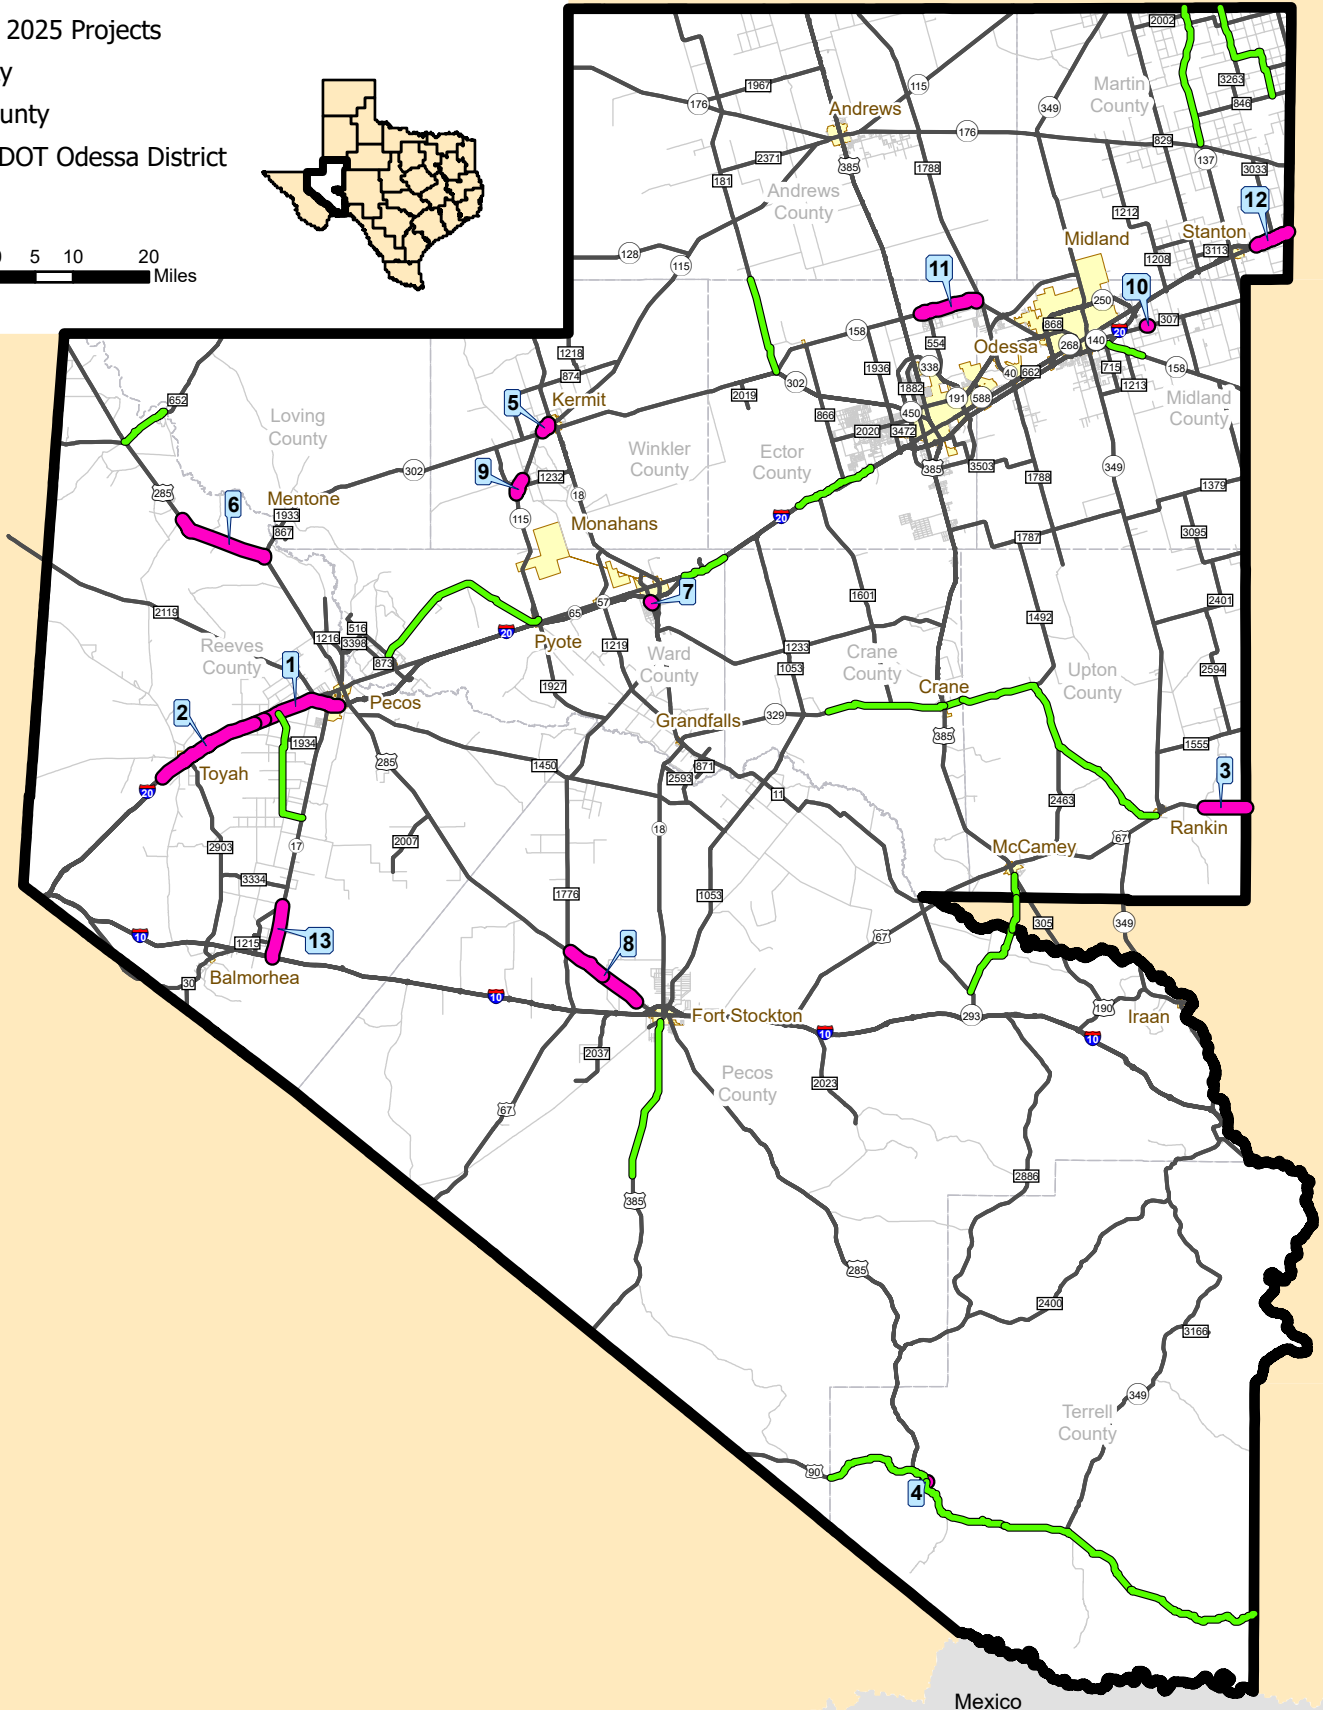 2025 Projects
y
unty
DOT Odessa District
0 5 10 20
Miles
2002
3263
846
Martin
County
1967
115
176
Andrews
349
176
829
137
385
2371
1788
3033
181
Andrews
County
12
1212
Stanton
Midland
3113
1208
128
115
11
10
250
307
868
20
158
554
Odessa
268
140
1218
338
1936
40
662
715
158
874
302
1882
1213
2019
191
588
Midland
County
652
5
Kermit
866
450
Loving
County
2020
3472
Winkler
County
Ector
County
385
3503
349
302
9
1232
1788
1379
285
18
6
Mentone
1933
115
Monahans
20
867
1787
3095
7
1601
2401
2119
65
57
1492
516
1216
3398
20
Pyote
1219
1233
Reeves
County
873
Ward
County
Crane
County
1053
2594
1
Upton
County
1927
Crane
Pecos
2
329
Grandfalls
385
1934
1555
285
1450
871
3
Toyah
2593
20
11
2463
18
Rankin
67
2007
17
2903
McCamey
3334
1776
1053
10
13
8
67
305
349
1215
Balmorhea
30
10
190
Fort Stockton
293
Iraan
10
10
2037
Pecos
County
2023
67
2886
385
285
2400
3166
349
Terrell
County
90
4
Mexico